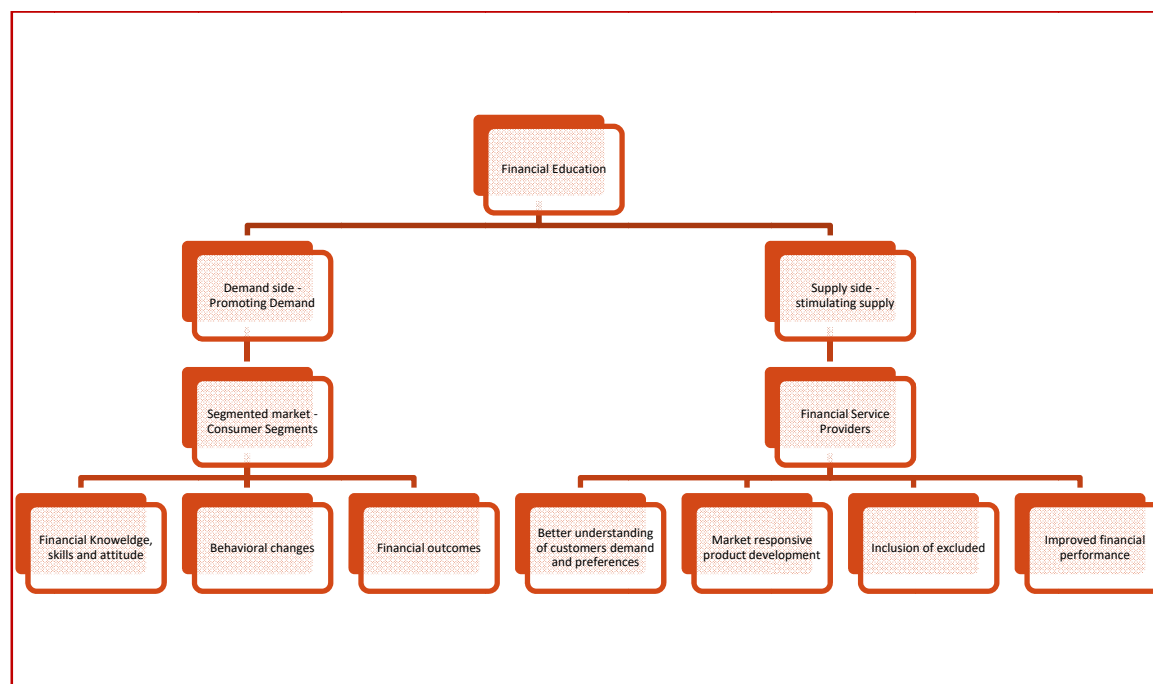 Financial Education
Demand side -
Promoting Demand
Supply side -
stimulating supply
Segmented market -
Consumer Segments
Financial Service
Providers
Financial Knoweldge,
skills and attitude
Behavioral changes
Financial outcomes
Better understanding
of customers demand
and preferences
Market responsive
product development
Inclusion of excluded
Improved financial
performance